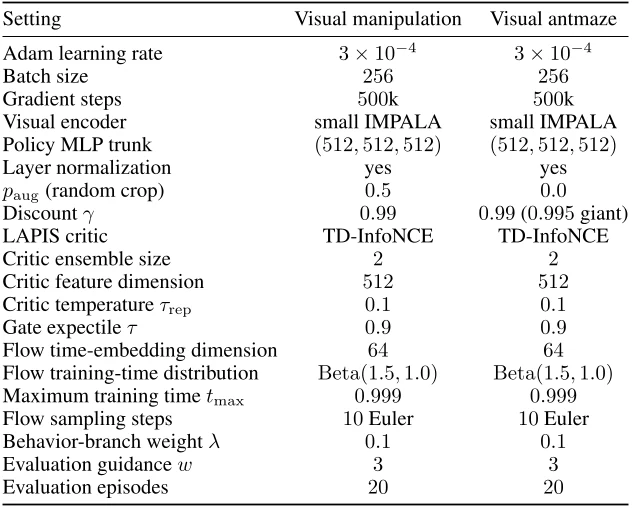 Setting Visual manipulation Visual antmaze
Adam learning rate 3 × 10⁻⁴ 3 × 10⁻⁴
Batch size 256 256
Gradient steps 500k 500k
Visual encoder small IMPALA small IMPALA
Policy MLP trunk (512, 512, 512) (512, 512, 512)
Layer normalization yes yes
p_aug (random crop) 0.5 0.0
Discount γ 0.99 0.99 (0.995 giant)
LAPIS critic TD-InfoNCE TD-InfoNCE
Critic ensemble size 2 2
Critic feature dimension 512 512
Critic temperature τ_rep 0.1 0.1
Gate expectile τ 0.9 0.9
Flow time-embedding dimension 64 64
Flow training-time distribution Beta(1.5, 1.0) Beta(1.5, 1.0)
Maximum training time t_max 0.999 0.999
Flow sampling steps 10 Euler 10 Euler
Behavior-branch weight λ 0.1 0.1
Evaluation guidance w 3 3
Evaluation episodes 20 20